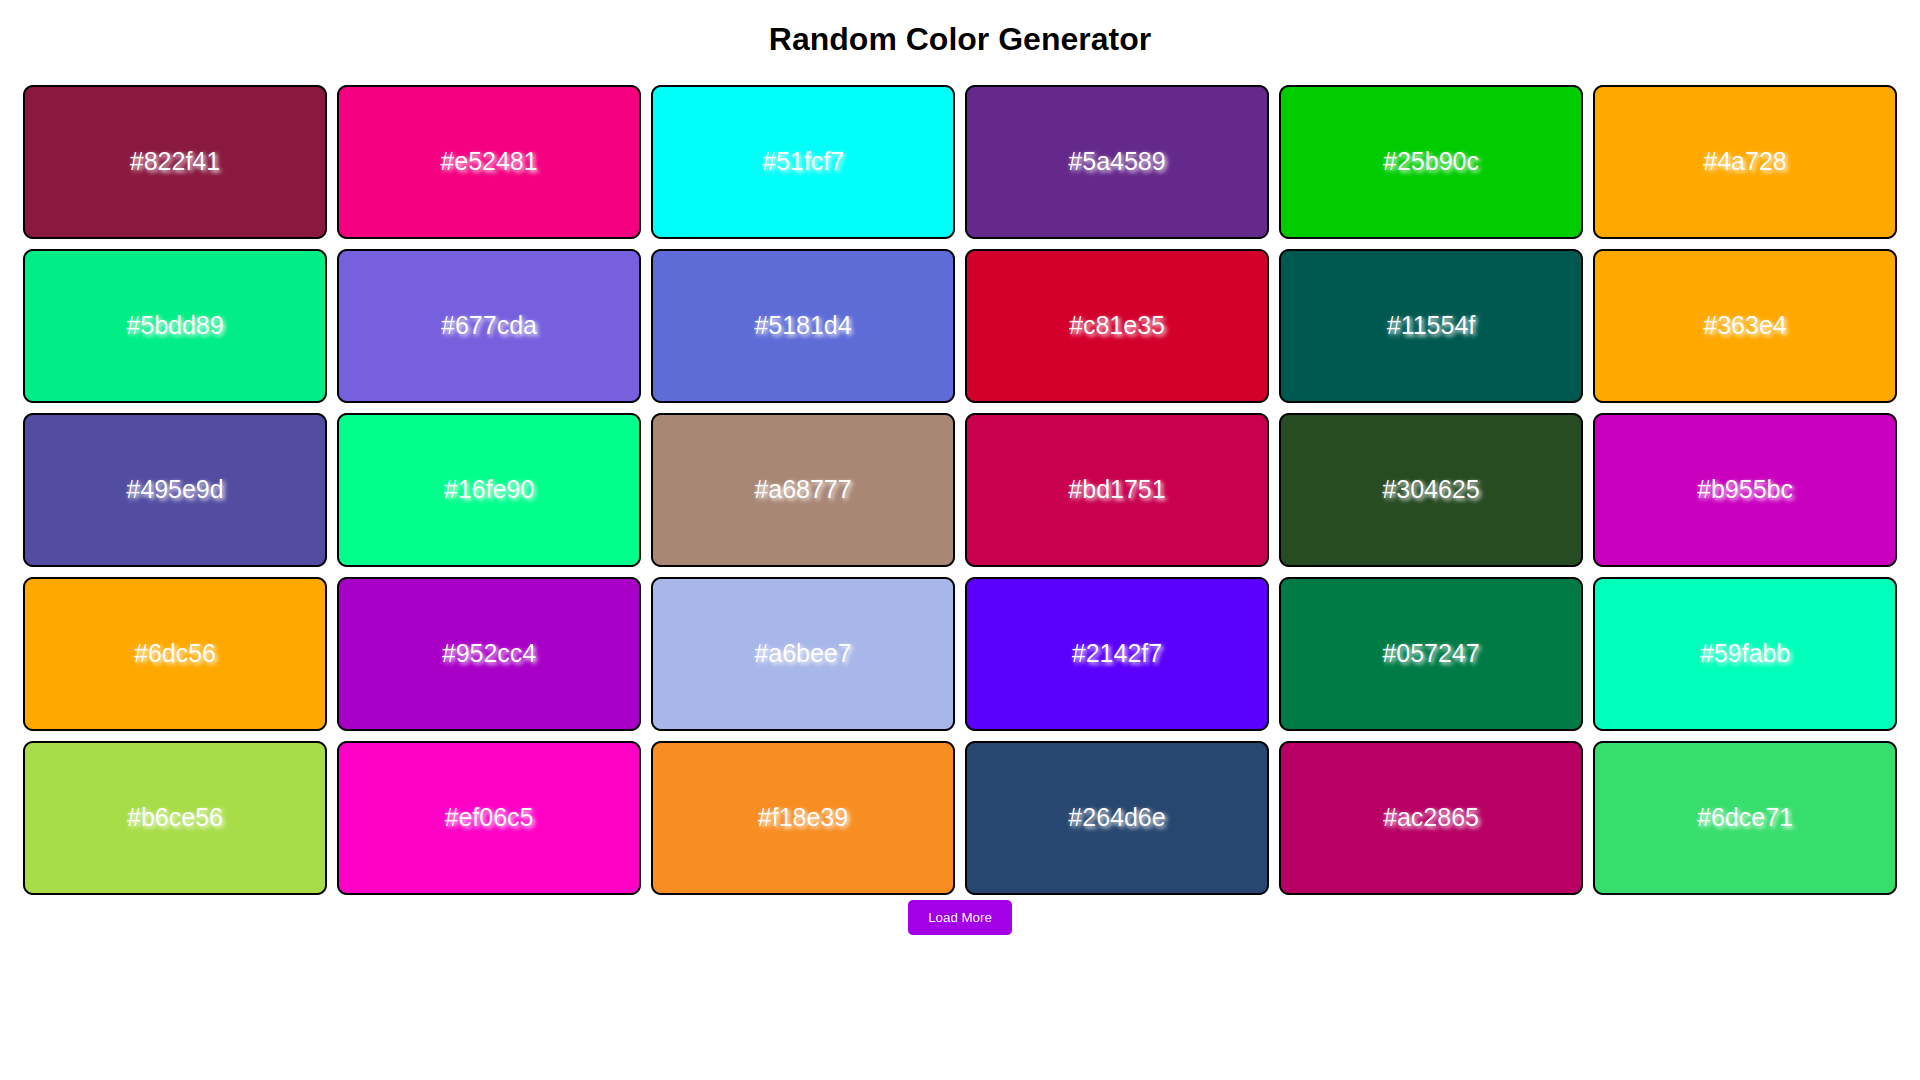 Random Color Generator
#822f41
#e52481
#51fcf7
#5a4589
#25b90c
#4a728
#5bdd89
#677cda
#5181d4
#c81e35
#11554f
#363e4
#495e9d
#16fe90
#a68777
#bd1751
#304625
#b955bc
#6dc56
#952cc4
#a6bee7
#2142f7
#057247
#59fabb
#b6ce56
#ef06c5
#f18e39
#264d6e
#ac2865
#6dce71
Load More